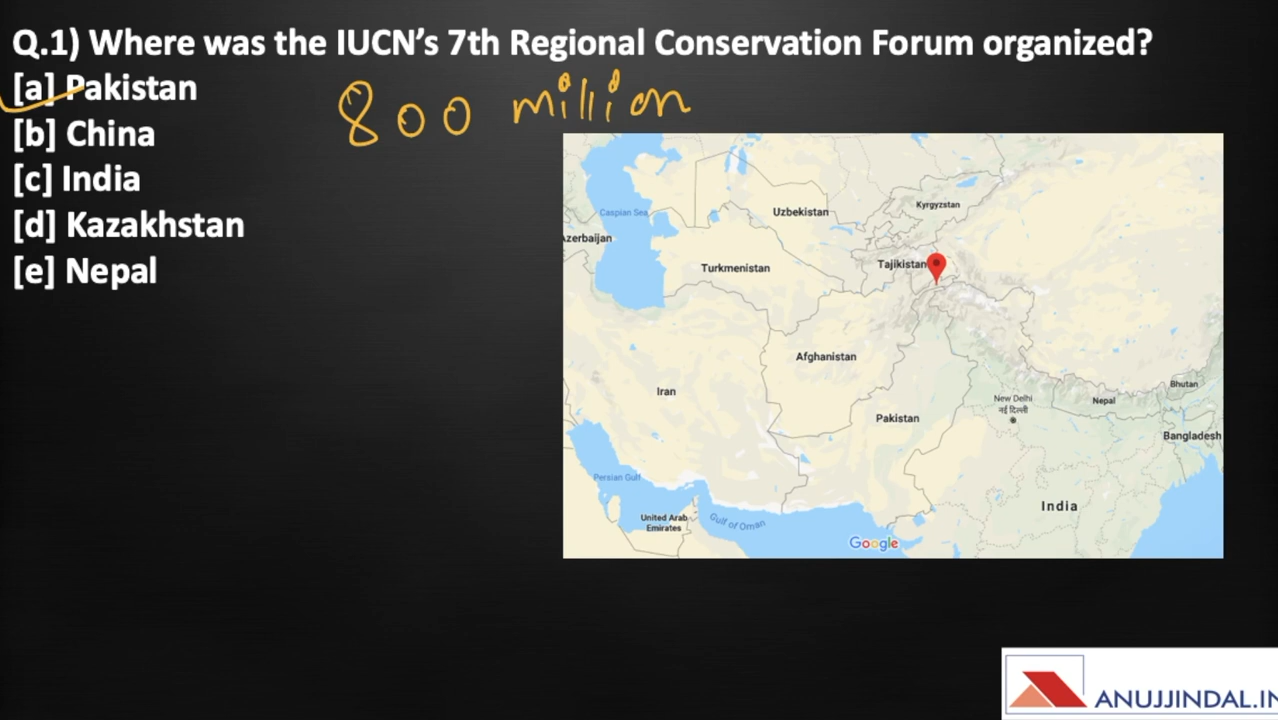 Q.1) Where was the IUCN’s 7th Regional Conservation Forum organized?
[a] Pakistan
800 million
[b] China
[c] India
[d] Kazakhstan
[e] Nepal
Kyrgyzstan
Caspian Sea
Uzbekistan
Azerbaijan
Turkmenistan
Tajikistan
Afghanistan
Bhutan
Iran
New Delhi
नई दिल्ली
Nepal
Pakistan
Bangladesh
Persian Gulf
India
United Arab
Emirates
Gulf of Oman
Google
ANUJJINDAL.IN